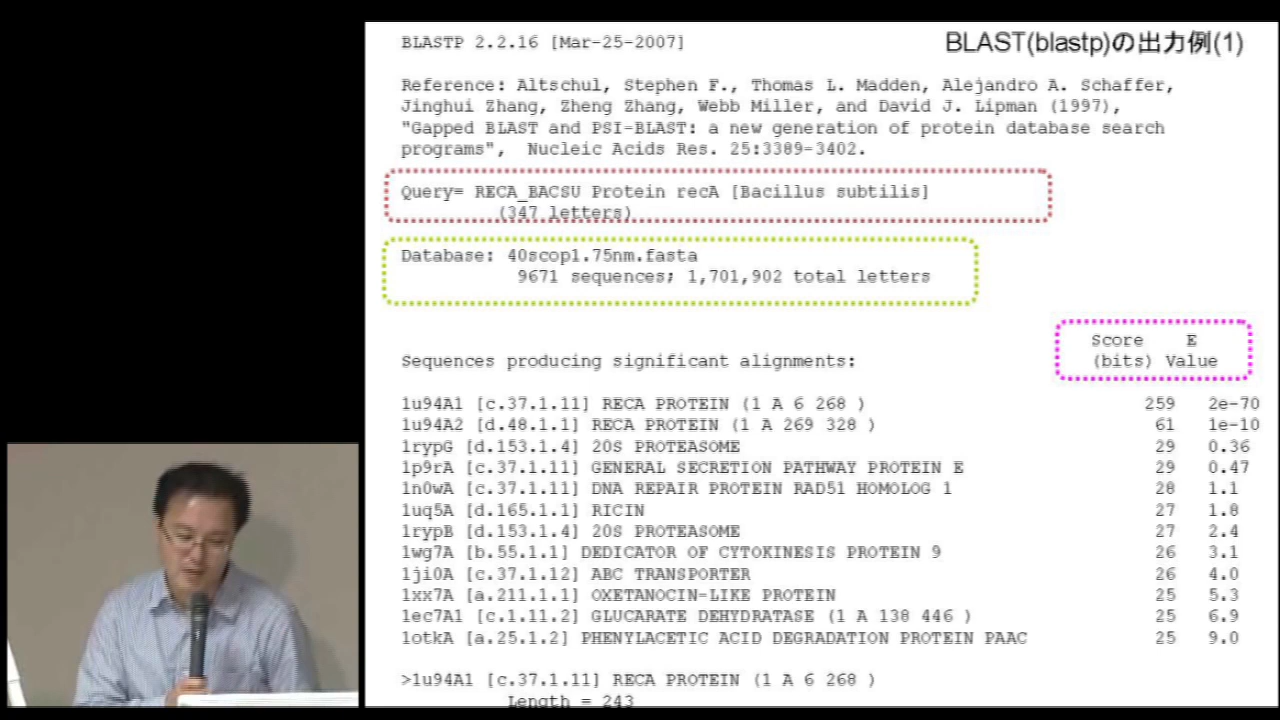 BLAST(blastp)の出力例(1)
BLASTP 2.2.16 [Mar-25-2007]
Reference: Altschul, Stephen F., Thomas L. Madden, Alejandro A. Schaffer,
Jinghui Zhang, Zheng Zhang, Webb Miller, and David J. Lipman (1997),
"Gapped BLAST and PSI-BLAST: a new generation of protein database search
programs", Nucleic Acids Res. 25:3389-3402.
Query= RECA_BACSU Protein recA [Bacillus subtilis]
(347 letters)
Database: 40scop1.75nm.fasta
9671 sequences; 1,701,902 total letters
Score E
Sequences producing significant alignments: (bits) Value
1u94A1 [c.37.1.11] RECA PROTEIN (1 A 6 268 ) 259 2e-70
1u94A2 [d.48.1.1] RECA PROTEIN (1 A 269 328 ) 61 1e-10
1rypG [d.153.1.4] 20S PROTEASOME 29 0.36
1p9rA [c.37.1.11] GENERAL SECRETION PATHWAY PROTEIN E 29 0.47
1n0wA [c.37.1.11] DNA REPAIR PROTEIN RAD51 HOMOLOG 1 28 1.1
1uq5A [d.165.1.1] RICIN 27 1.8
1rypB [d.153.1.4] 20S PROTEASOME 27 2.4
1wg7A [b.55.1.1] DEDICATOR OF CYTOKINESIS PROTEIN 9 26 3.1
1ji0A [c.37.1.12] ABC TRANSPORTER 26 4.0
1xx7A [a.211.1.1] OXETANOCIN-LIKE PROTEIN 25 5.3
1ec7A1 [c.1.11.2] GLUCARATE DEHYDRATASE (1 A 138 446 ) 25 6.9
1otkA [a.25.1.2] PHENYLACETIC ACID DEGRADATION PROTEIN PAAC 25 9.0
>1u94A1 [c.37.1.11] RECA PROTEIN (1 A 6 268 )
Length = 243